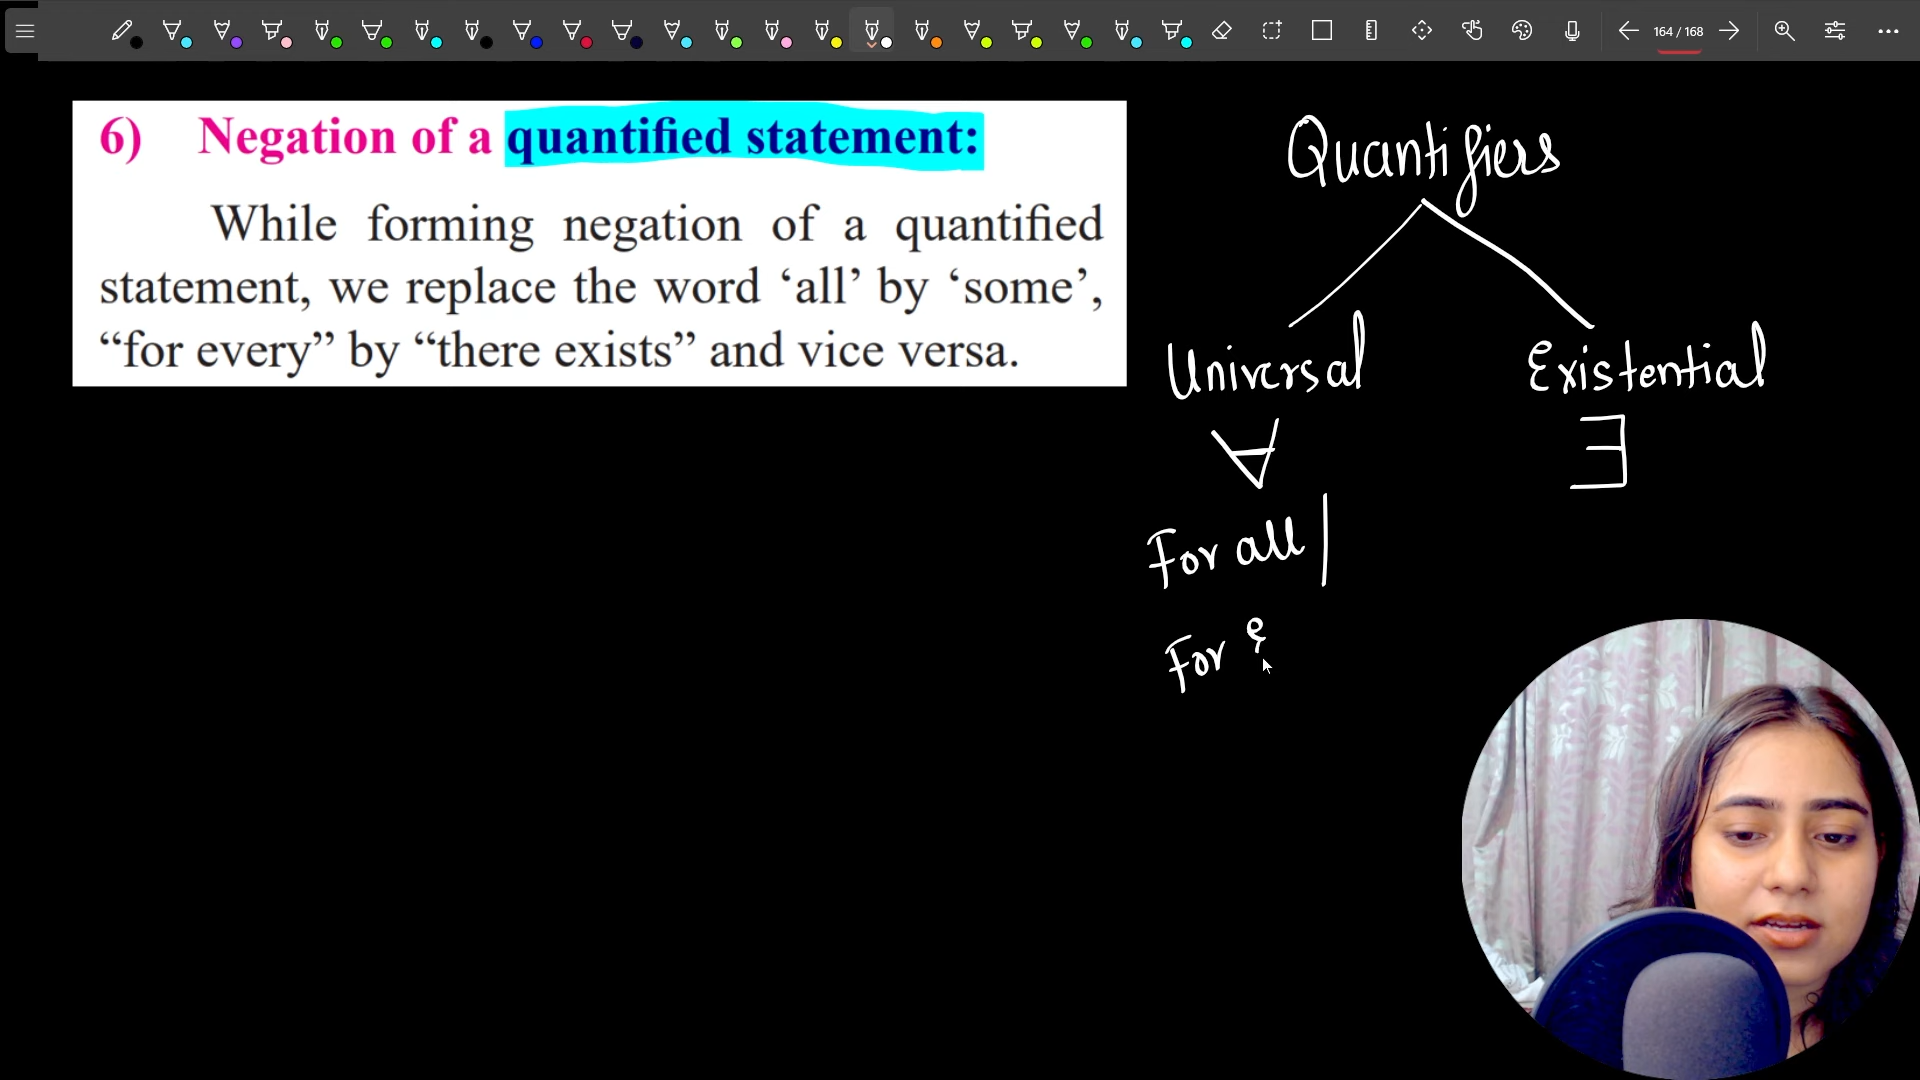 164 / 168
6) Negation of a quantified statement:
While forming negation of a quantified
statement, we replace the word ‘all’ by ‘some’,
“for every” by “there exists” and vice versa.
Quantifiers
Universal Existential
∀ ∃
For all |
For e